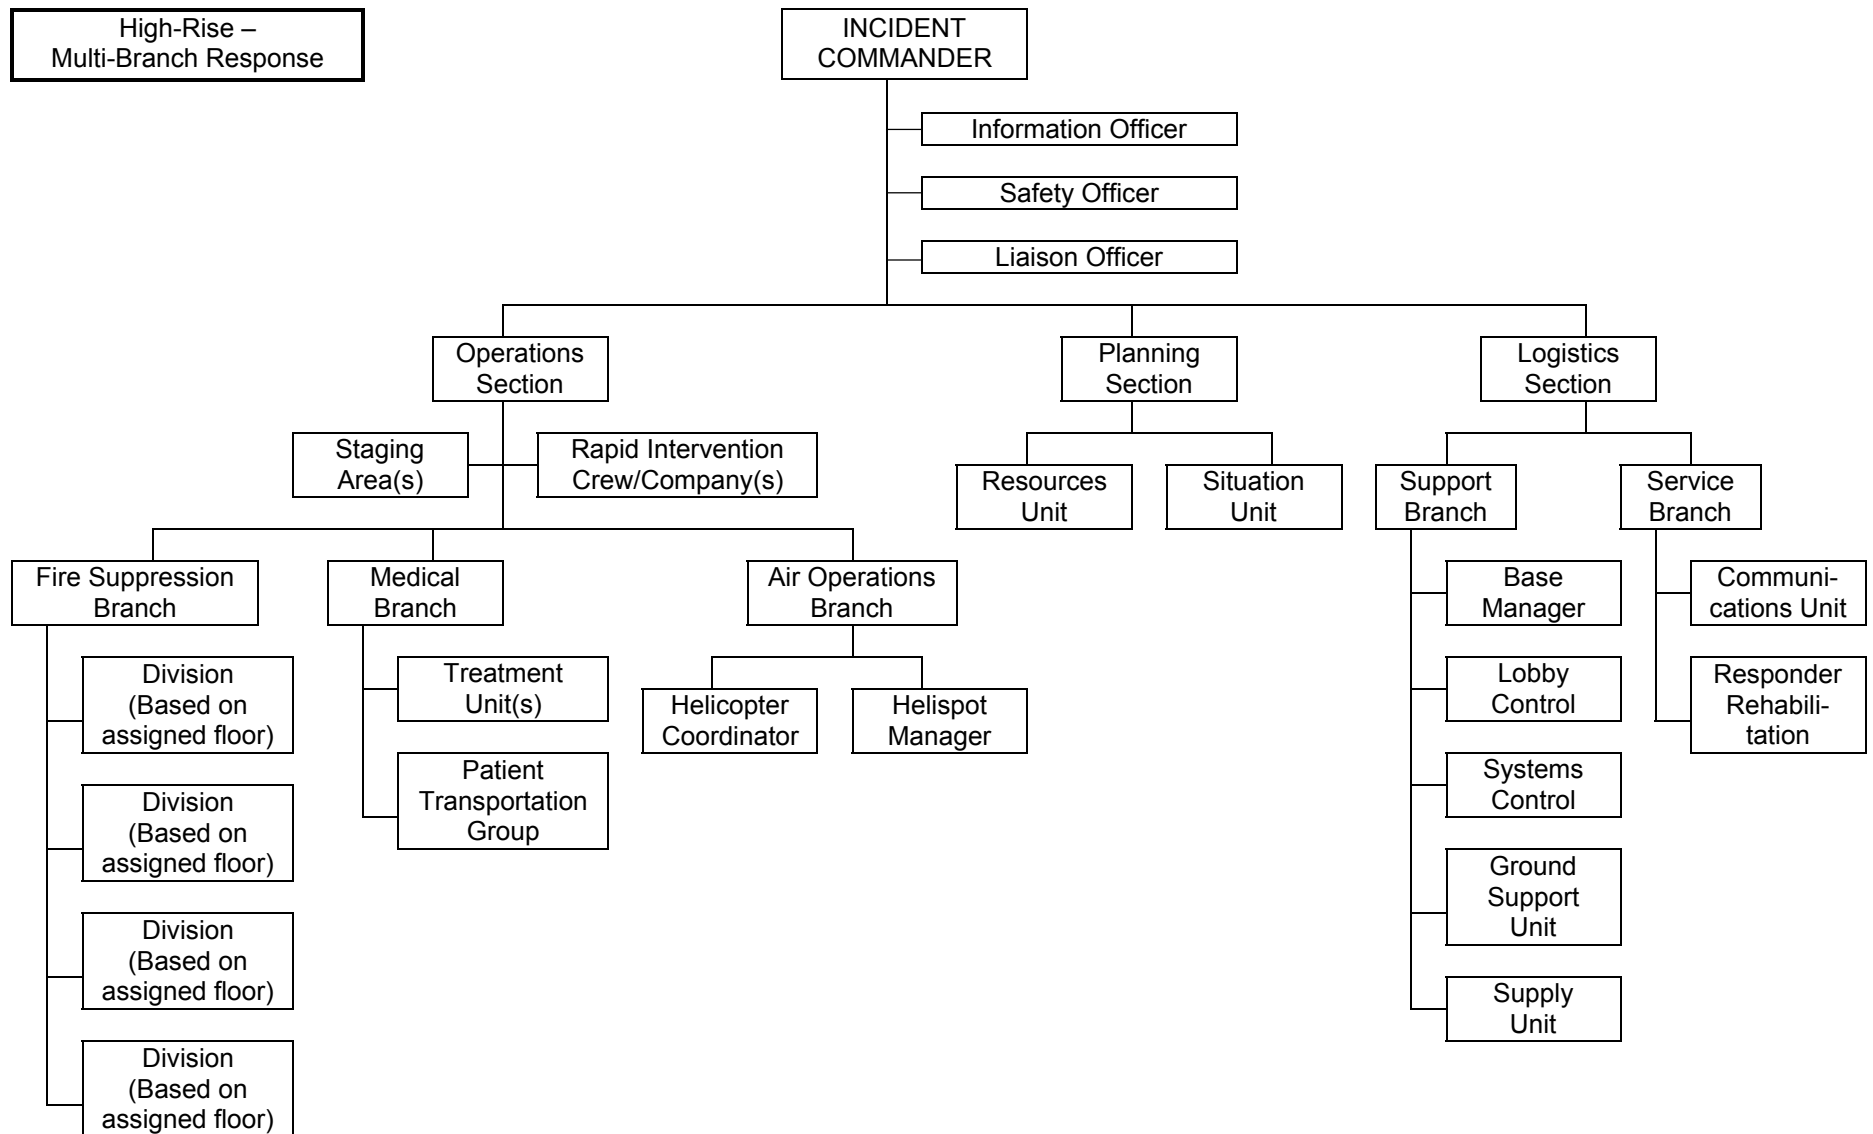 High-Rise –
Multi-Branch Response
INCIDENT
COMMANDER
Information Officer
Safety Officer
Liaison Officer
Operations
Section
Planning
Section
Logistics
Section
Staging
Area(s)
Rapid Intervention
Crew/Company(s)
Resources
Unit
Situation
Unit
Support
Branch
Service
Branch
Fire Suppression
Branch
Medical
Branch
Air Operations
Branch
Base
Manager
Communi-
cations Unit
Division
(Based on
assigned floor)
Treatment
Unit(s)
Helicopter
Coordinator
Helispot
Manager
Lobby
Control
Responder
Rehabili-
tation
Division
(Based on
assigned floor)
Patient
Transportation
Group
Systems
Control
Ground
Support
Unit
Division
(Based on
assigned floor)
Supply
Unit
Division
(Based on
assigned floor)